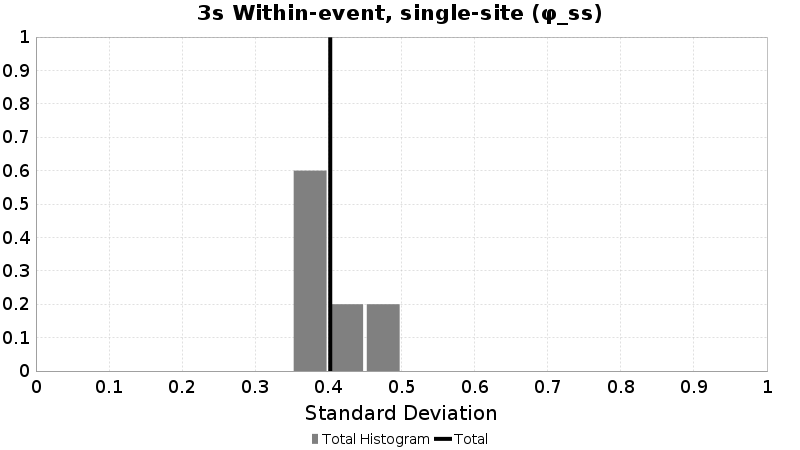 3s Within-event, single-site (φ_ss)
1
0.9
0.8
0.7
0.6
0.5
0.4
0.3
0.2
0.1
0
0 0.1 0.2 0.3 0.4 0.5 0.6 0.7 0.8 0.9 1
Standard Deviation
Total Histogram Total